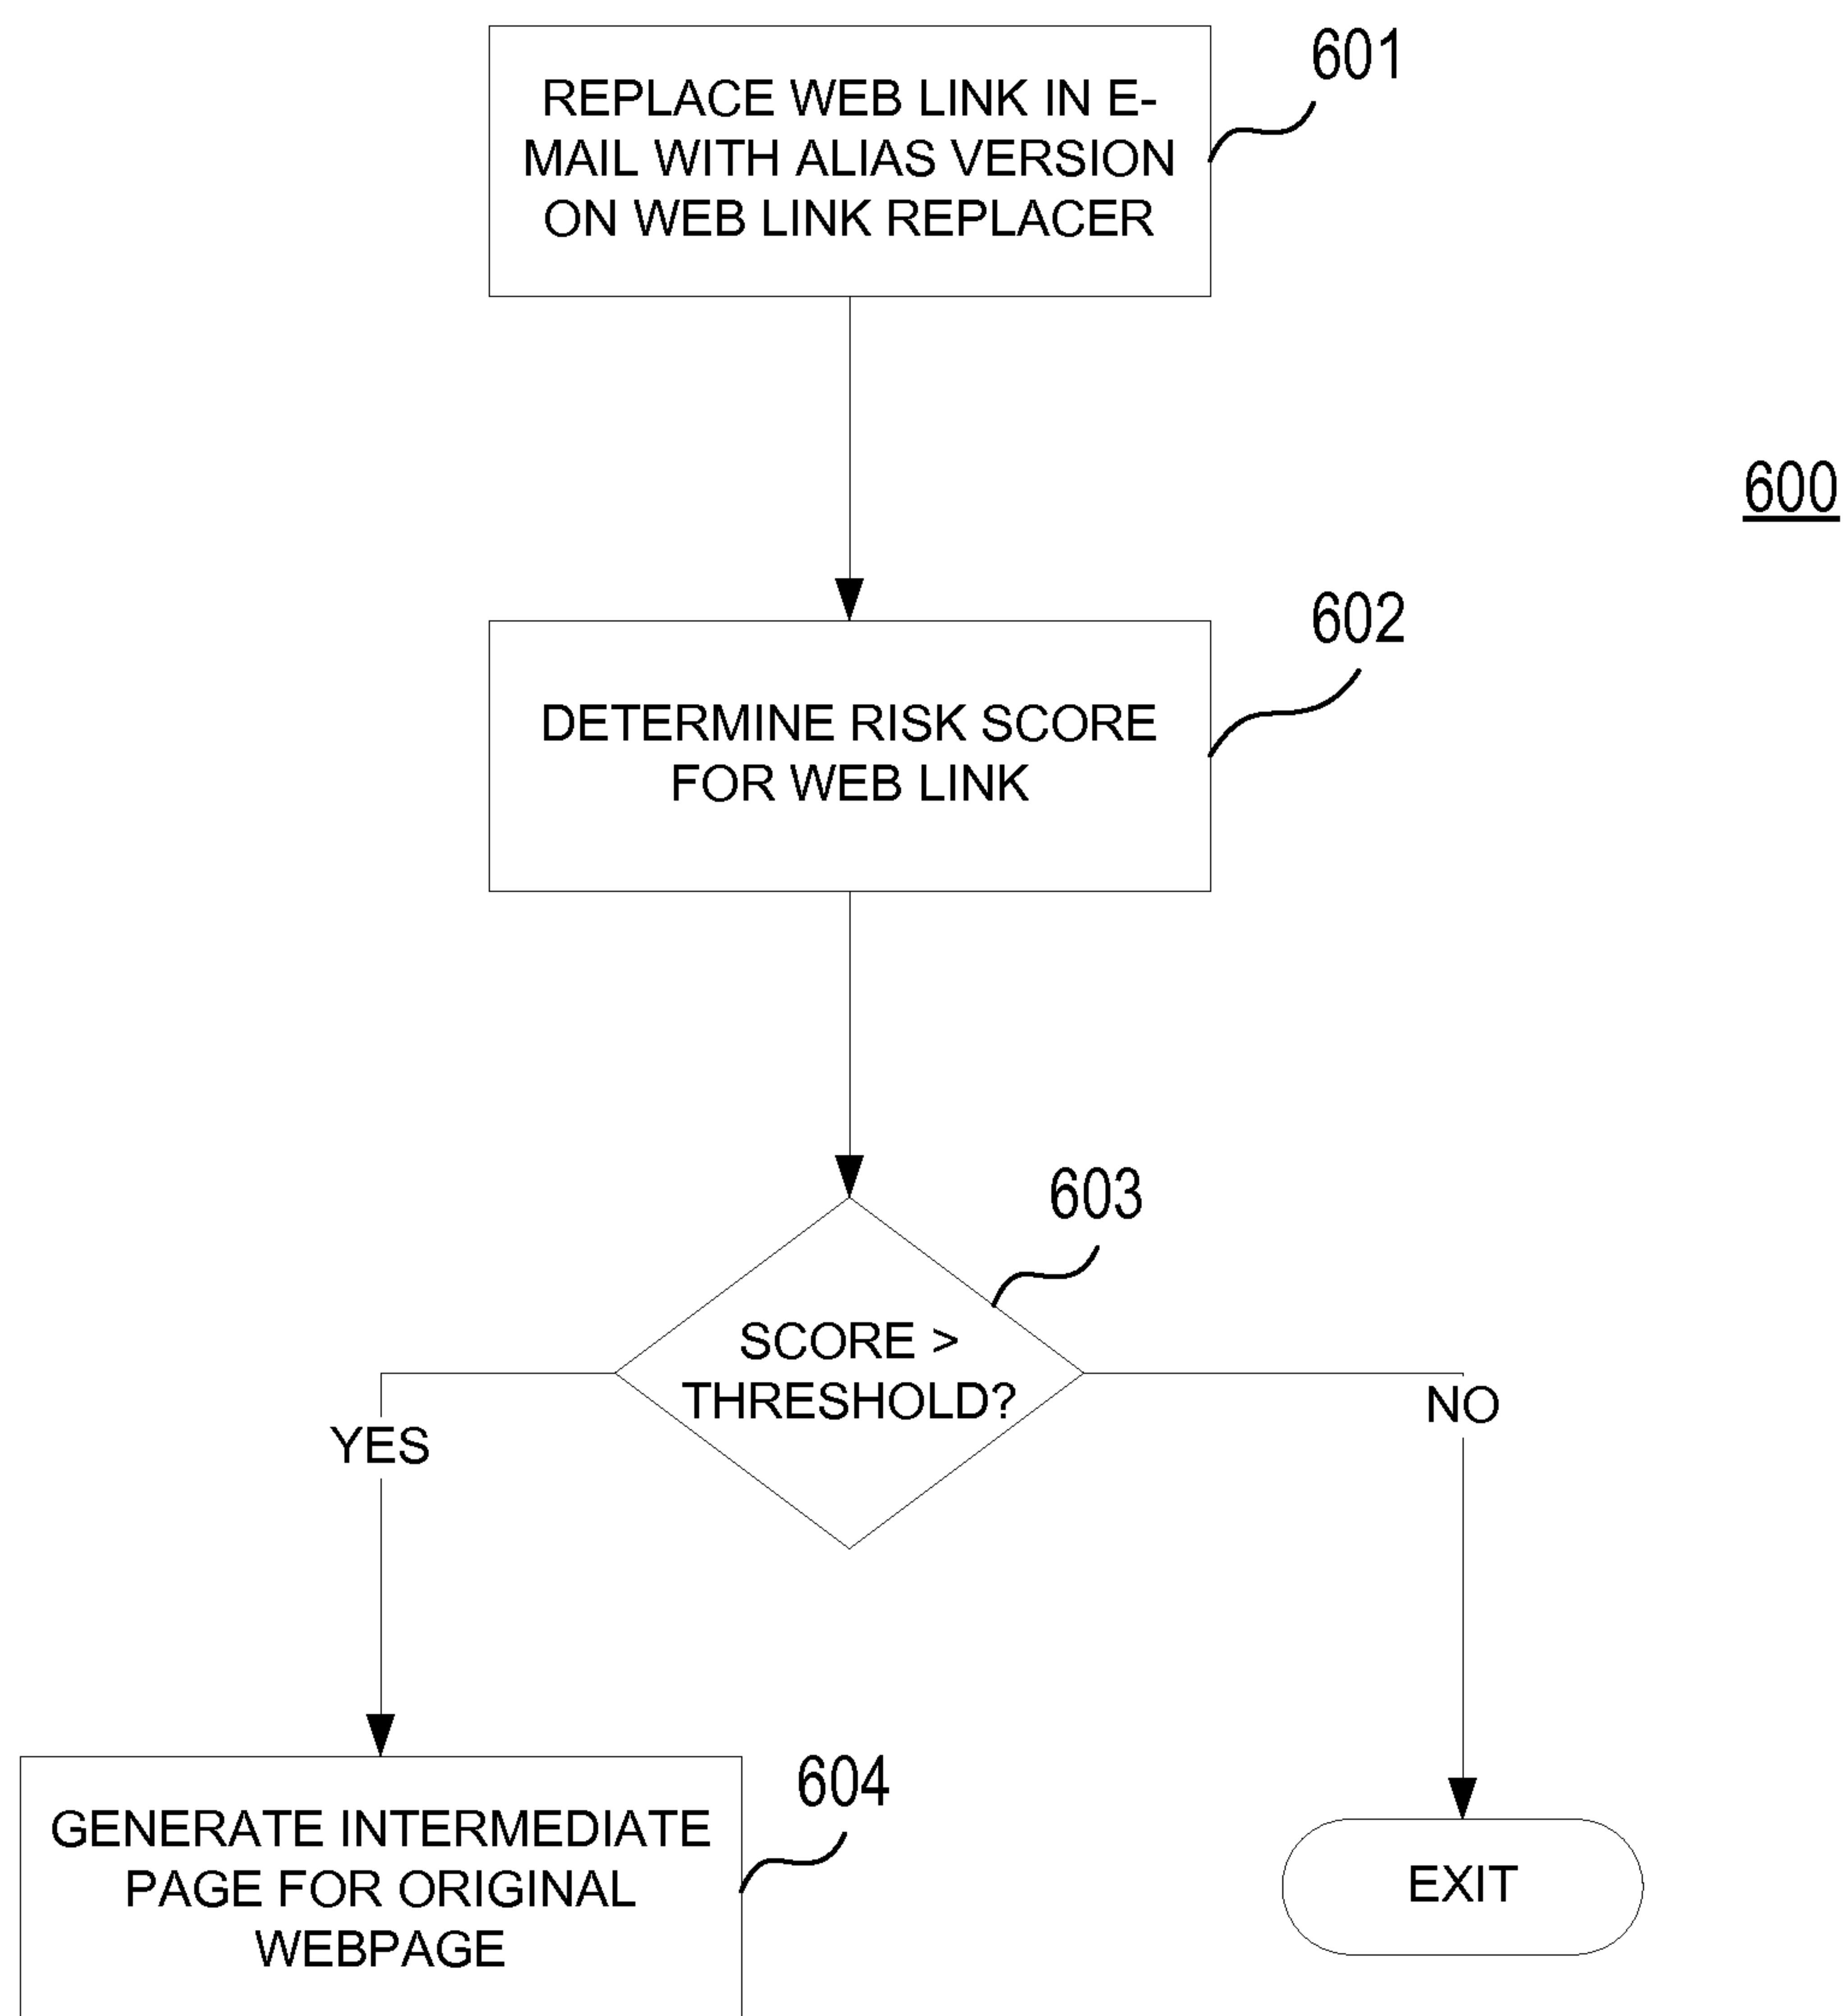 601
REPLACE WEB LINK IN E-
MAIL WITH ALIAS VERSION
ON WEB LINK REPLACER
600
602
DETERMINE RISK SCORE
FOR WEB LINK
603
SCORE >
THRESHOLD?
YES
NO
604
GENERATE INTERMEDIATE
PAGE FOR ORIGINAL
WEBPAGE
EXIT